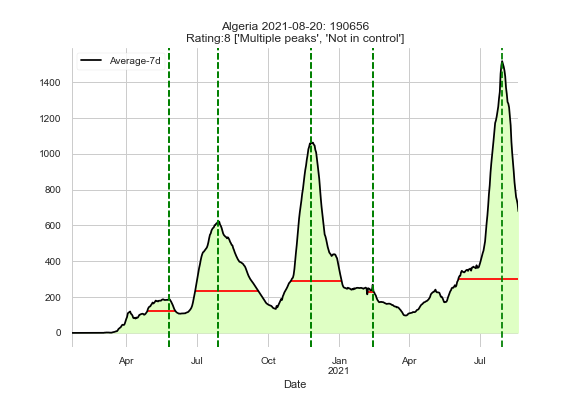 Algeria 2021-08-20: 190656
Rating:8 ['Multiple peaks', 'Not in control']
Average-7d
1400
1200
1000
800
600
400
200
0
Apr
Jul
Oct
Jan
2021
Apr
Jul
Date